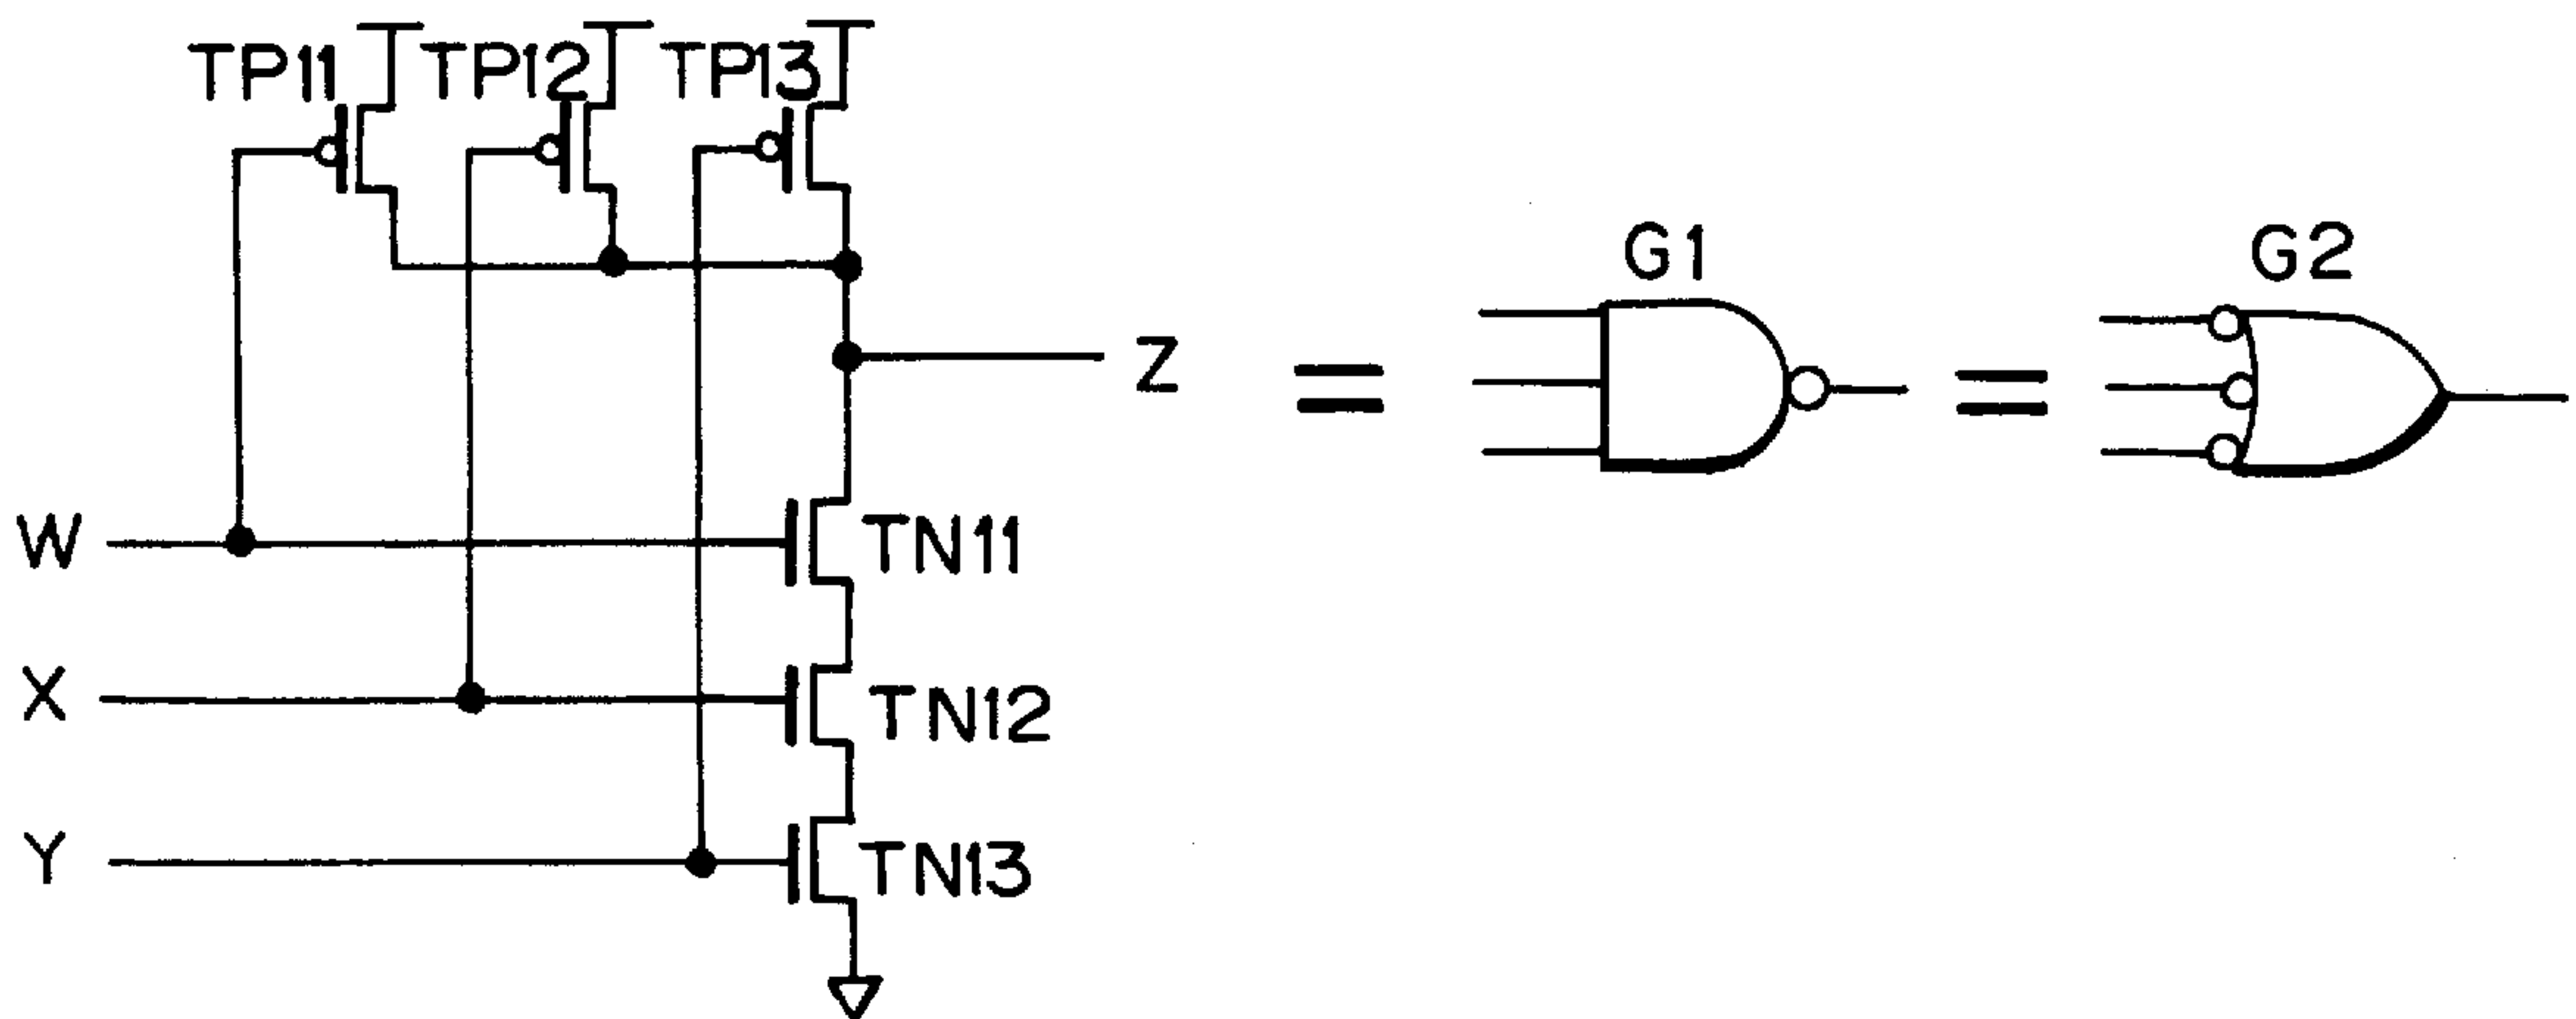 TP11 TP12 TP13
G1
G2
Z
=
=
W
TN11
X
TN12
Y
TN13